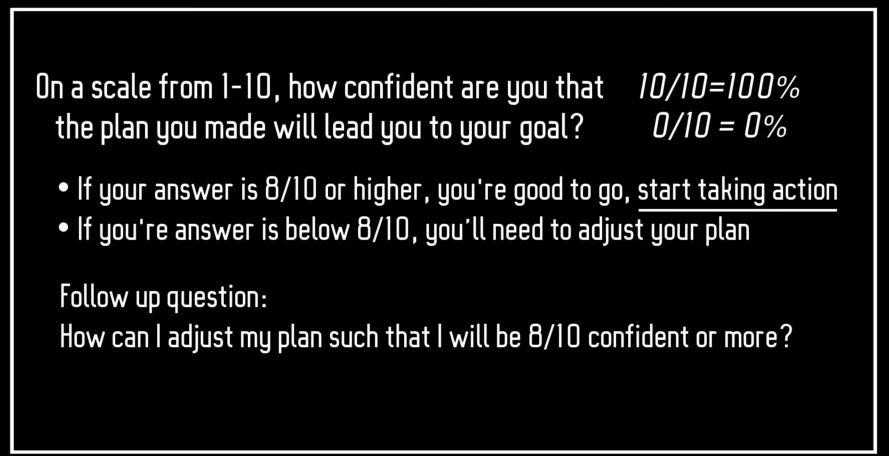 On a scale from 1-10, how confident are you that
the plan you made will lead you to your goal?
10/10=100%
0/10 = 0%
• If your answer is 8/10 or higher, you're good to go, start taking action
• If you're answer is below 8/10, you’ll need to adjust your plan
Follow up question:
How can I adjust my plan such that I will be 8/10 confident or more?